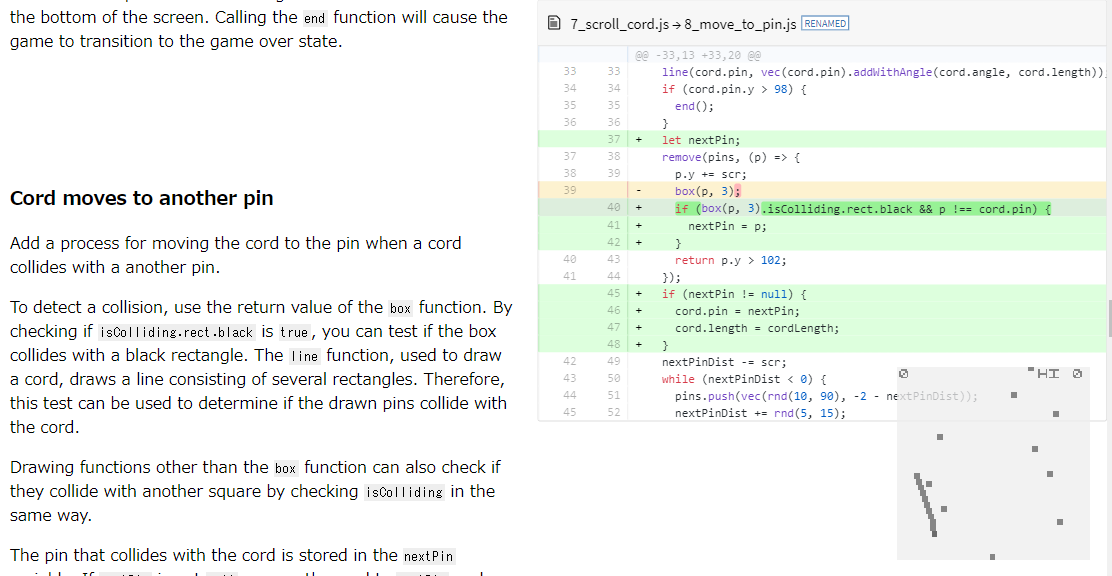 the bottom of the screen. Calling the end function will cause the
game to transition to the game over state.
Cord moves to another pin
Add a process for moving the cord to the pin when a cord
collides with a another pin.
To detect a collision, use the return value of the box function. By
checking if isColliding.rect.black is true, you can test if the box
collides with a black rectangle. The line function, used to draw
a cord, draws a line consisting of several rectangles. Therefore,
this test can be used to determine if the drawn pins collide with
the cord.
Drawing functions other than the box function can also check if
they collide with another square by checking isColliding in the
same way.
The pin that collides with the cord is stored in the nextPin
7_scroll_cord.js → 8_move_to_pin.js RENAMED
@@ -33,13 +33,20 @@
33 33 line(cord.pin, vec(cord.pin).addWithAngle(cord.angle, cord.length))
34 34 if (cord.pin.y > 98) {
35 35 end();
36 36 }
37 + let nextPin;
37 38 remove(pins, (p) => {
38 39 p.y += scr;
39 - box(p, 3);
40 + if (box(p, 3).isColliding.rect.black && p !== cord.pin) {
41 + nextPin = p;
42 + }
40 43 return p.y > 102;
41 44 });
45 + if (nextPin != null) {
46 + cord.pin = nextPin;
47 + cord.length = cordLength;
48 + }
42 49 nextPinDist -= scr;
43 50 while (nextPinDist < 0) {
44 51 pins.push(vec(rnd(10, 90), -2 - nextPinDist));
45 52 nextPinDist += rnd(5, 15);
0 HI 0